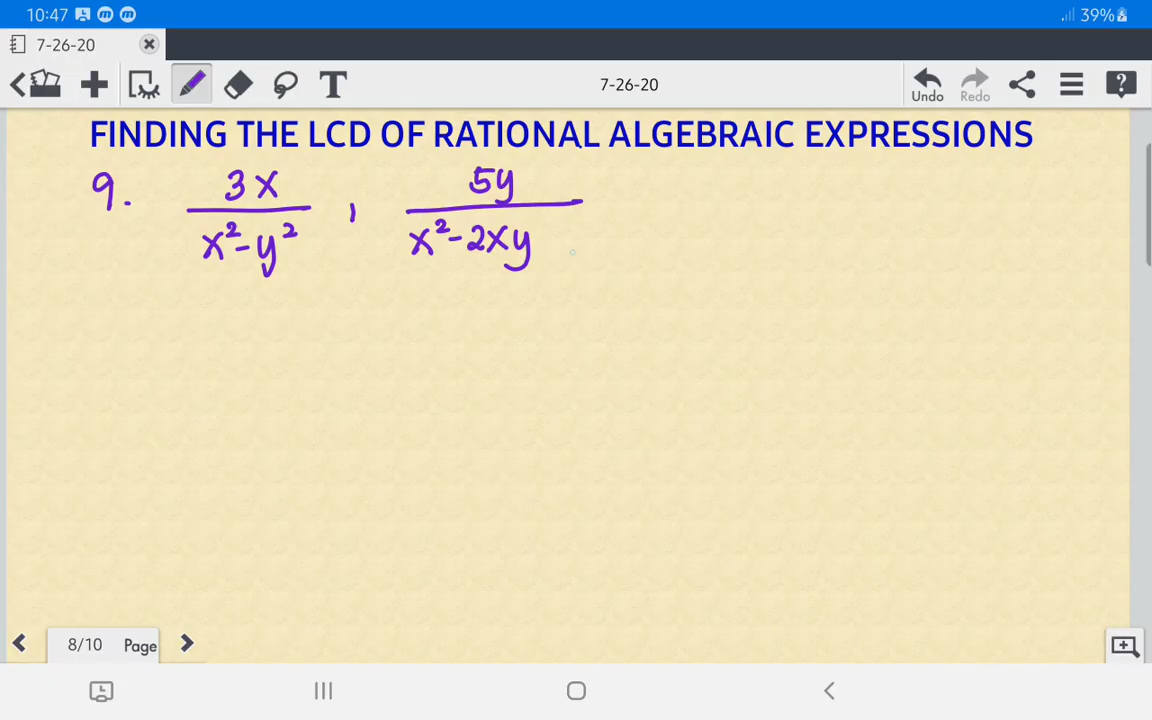 10:47 39%
7-26-20
7-26-20 Undo Redo
FINDING THE LCD OF RATIONAL ALGEBRAIC EXPRESSIONS
9. 3x , 5y
x²-y² x²-2xy
8/10 Page